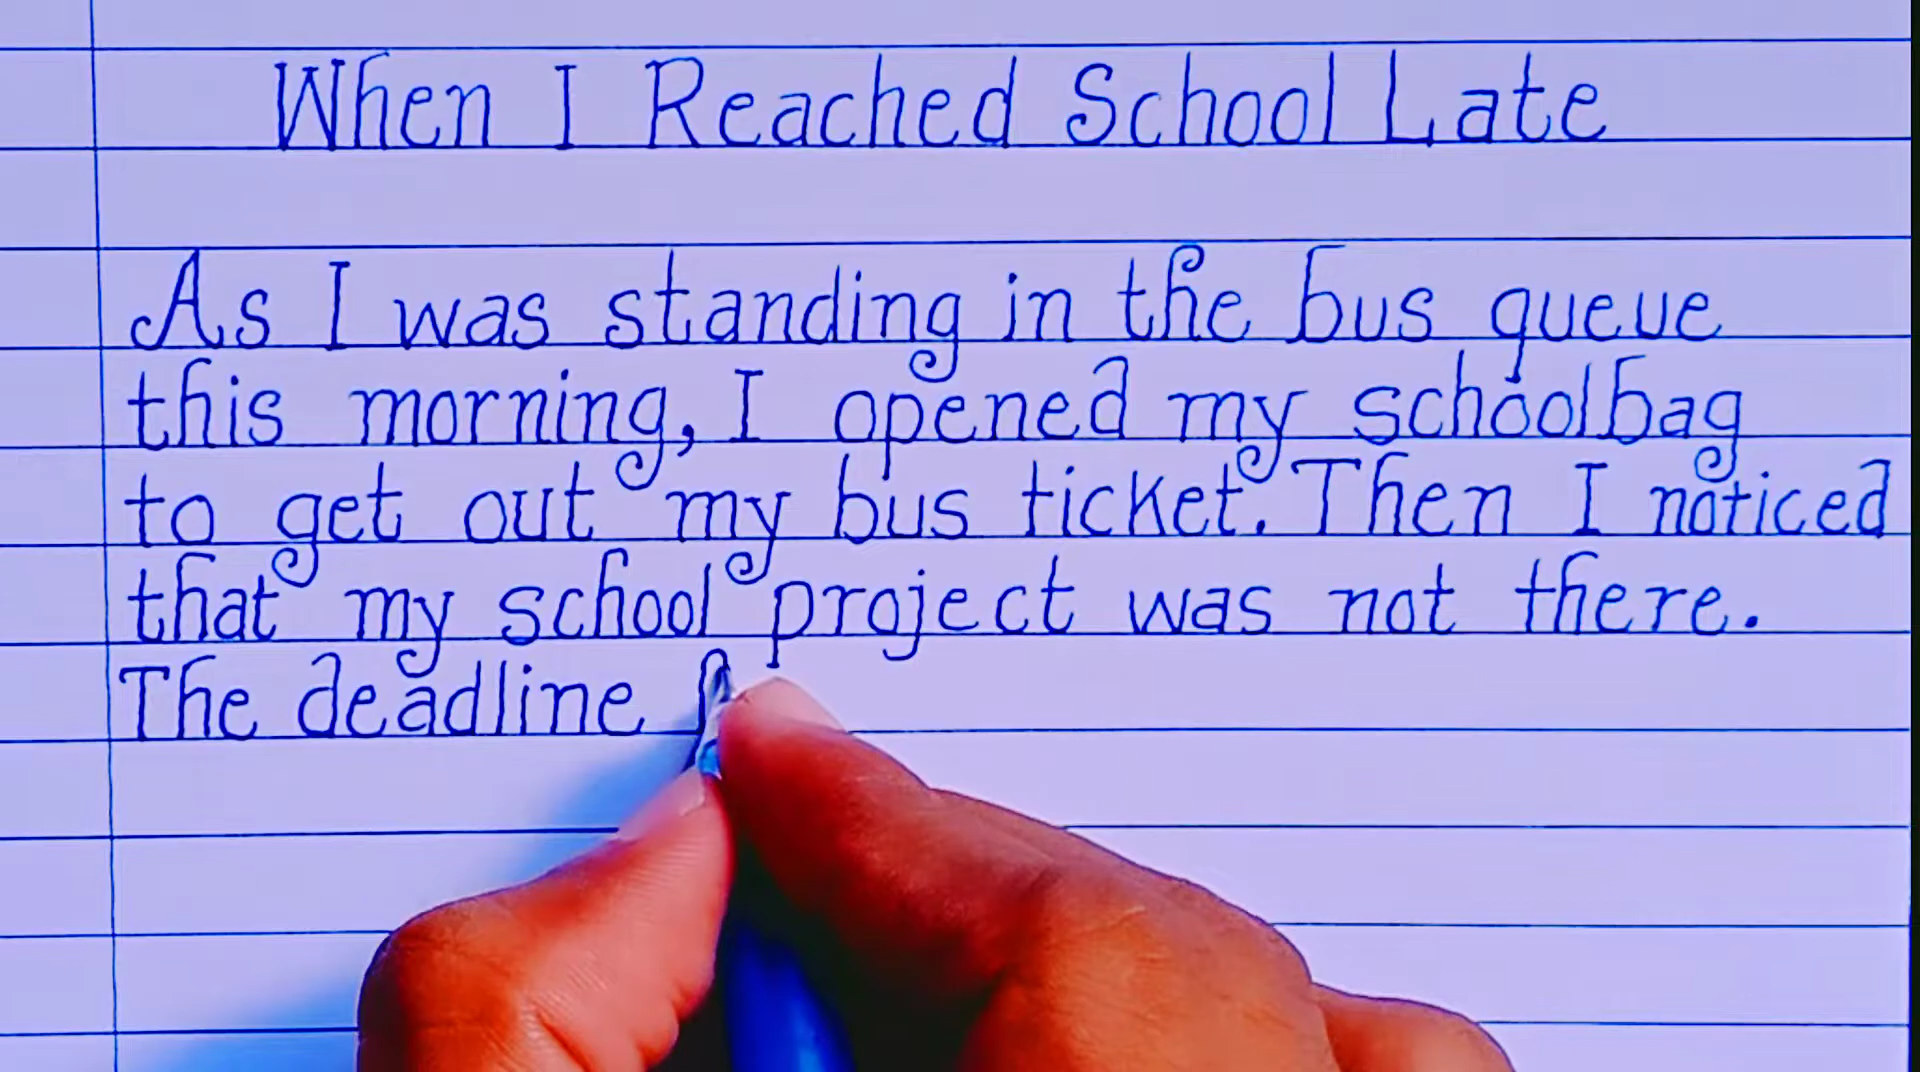 When I Reached School Late
As I was standing in the bus queue
this morning, I opened my schoolbag
to get out my bus ticket. Then I noticed
that my school project was not there.
The deadline